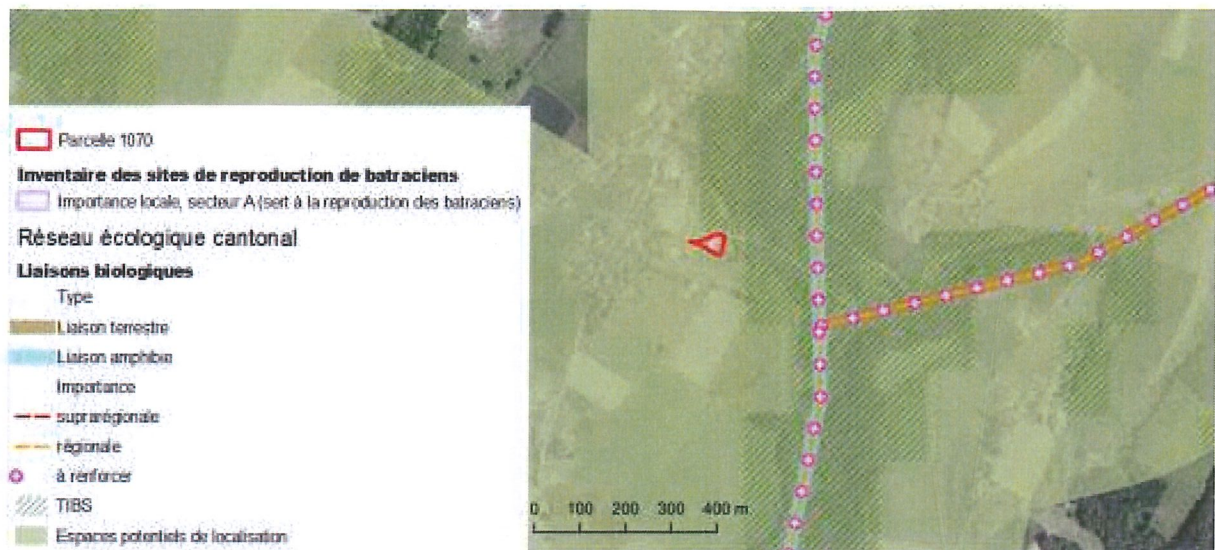 Parcelle 1070
Inventaire des sites de reproduction de batraciens
Importance locale, secteur A (sert à la reproduction des batraciens)
Réseau écologique cantonal
Liaisons biologiques
Type
Liaison terrestre
Liaison amphibie
Importance
suprarégionale
régionale
à renforcer
TIBS
Espaces potentiels de localisation
0 100 200 300 400 m